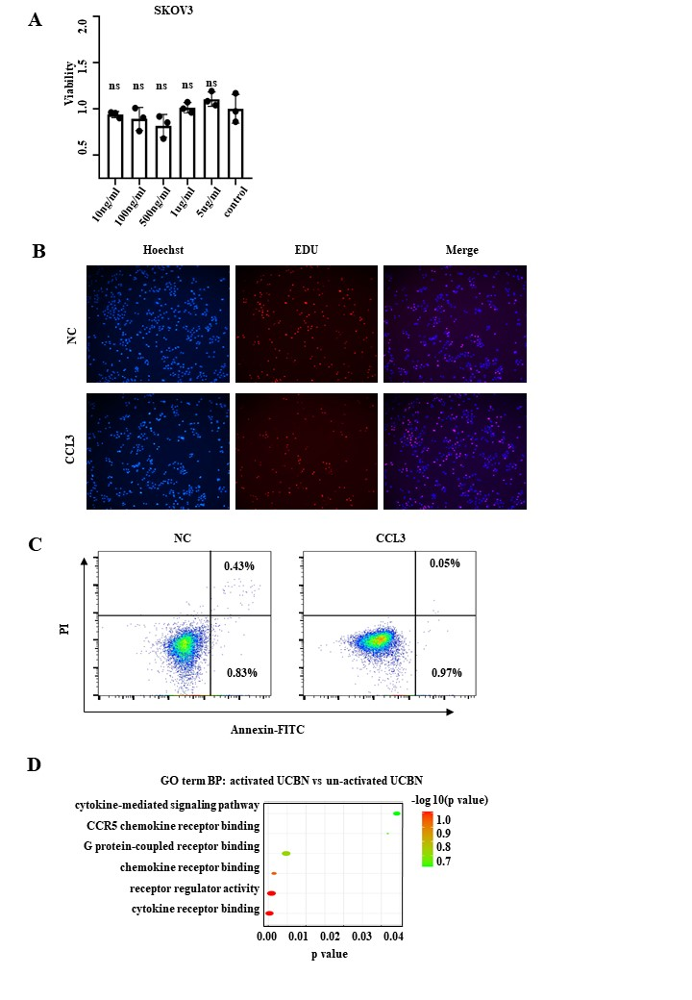 A
SKOV3
Viability
2.0
1.5
1.0
0.5
ns ns ns ns ns
10ng/ml 100ng/ml 500ng/ml 1ug/ml 5ug/ml control
B
Hoechst EDU Merge
NC
CCL3
C
NC CCL3
0.43% 0.05%
PI
0.83% 0.97%
Annexin-FITC
D
GO term BP: activated UCBN vs un-activated UCBN
cytokine-mediated signaling pathway
CCR5 chemokine receptor binding
G protein-coupled receptor binding
chemokine receptor binding
receptor regulator activity
cytokine receptor binding
-log10(p value)
1.0
0.9
0.8
0.7
0.00 0.01 0.02 0.03 0.04
p value